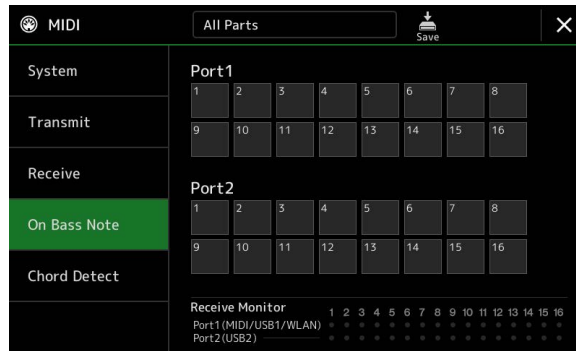 MIDI
All Parts
Save
System
Transmit
Receive
On Bass Note
Chord Detect
Port1
1 2 3 4 5 6 7 8
9 10 11 12 13 14 15 16
Port2
1 2 3 4 5 6 7 8
9 10 11 12 13 14 15 16
Receive Monitor 1 2 3 4 5 6 7 8 9 10 11 12 13 14 15 16
Port1(MIDI/USB1/WLAN)
Port2(USB2)